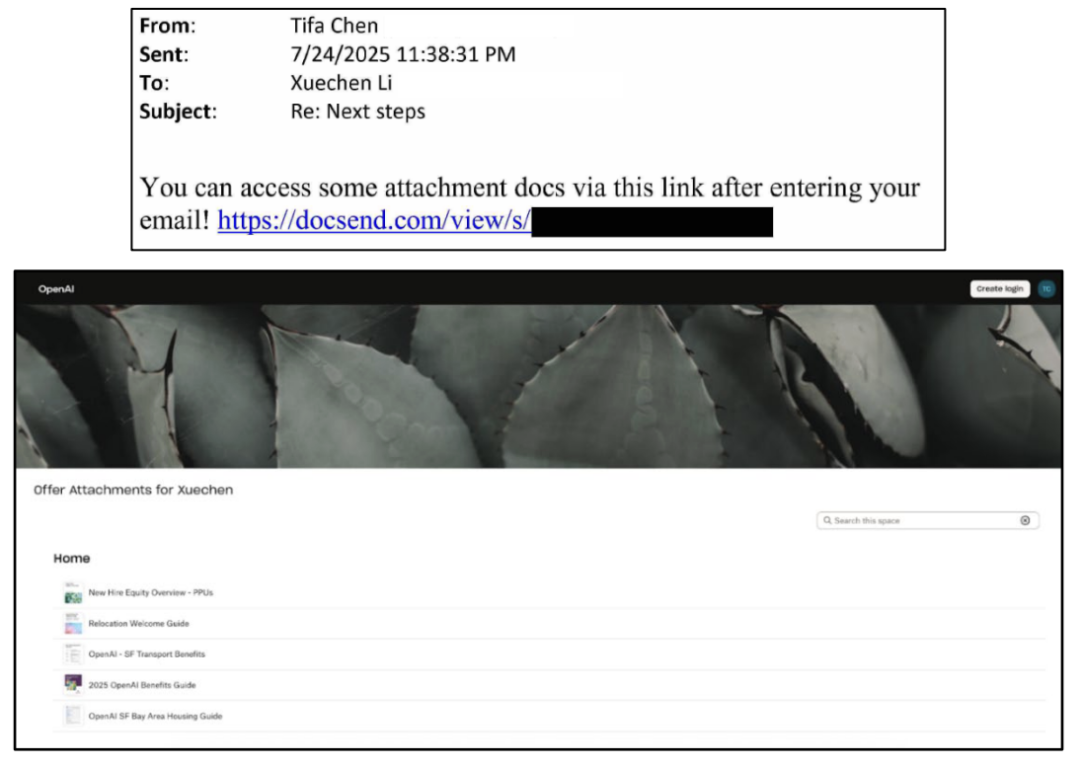 From: Tifa Chen
Sent: 7/24/2025 11:38:31 PM
To: Xuechen Li
Subject: Re: Next steps
You can access some attachment docs via this link after entering your
email! https://docsend.com/view/s/
OpenAI
Create login
TC
Offer Attachments for Xuechen
Search this space
Home
New Hire Equity Overview - PPUs
Relocation Welcome Guide
OpenAI - SF Transport Benefits
2025 OpenAI Benefits Guide
OpenAI SF Bay Area Housing Guide